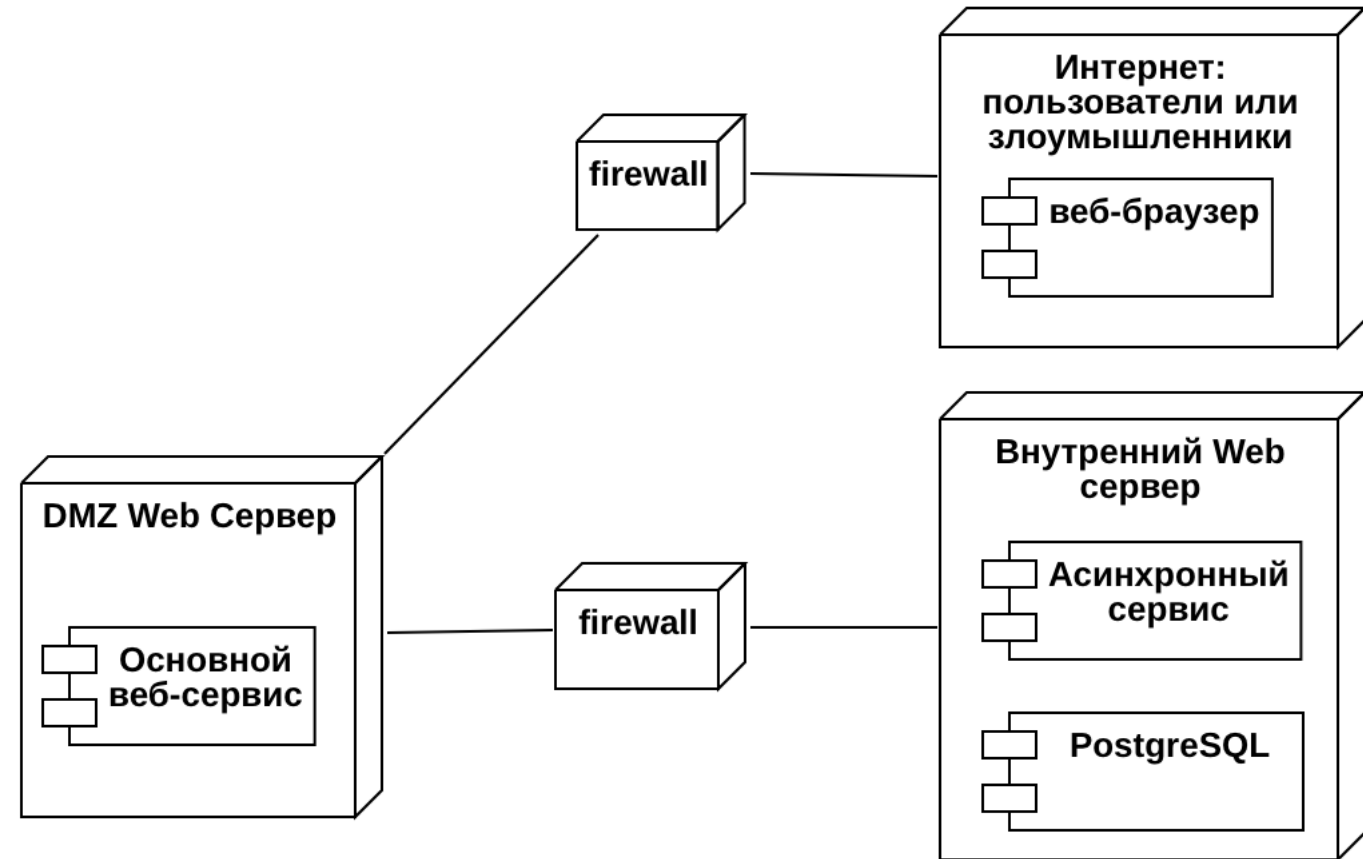 Интернет:
пользователи или
злоумышленники
firewall
веб-браузер
Внутренний Web
сервер
DMZ Web Сервер
Асинхронный
сервис
firewall
Основной
веб-сервис
PostgreSQL